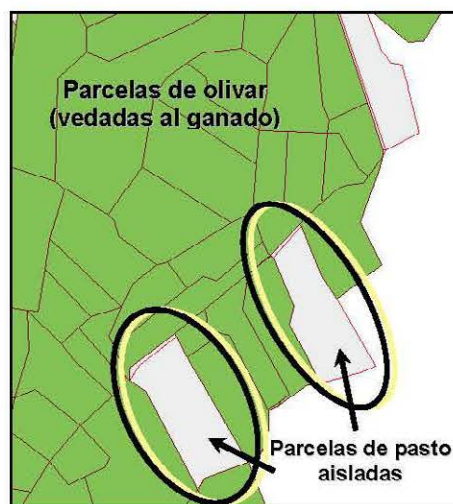 Parcelas de olivar
(vedadas al ganado)
Parcelas de pasto
aisladas